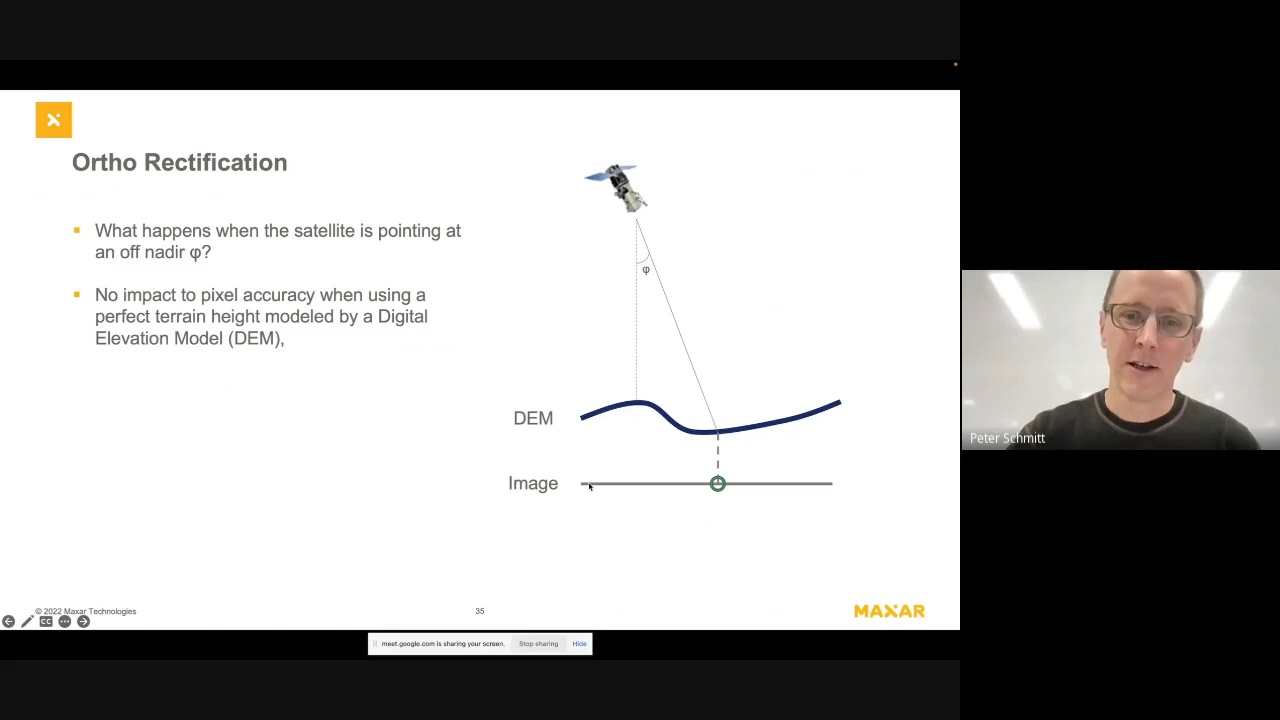 Ortho Rectification
What happens when the satellite is pointing at
an off nadir φ?
No impact to pixel accuracy when using a
perfect terrain height modeled by a Digital
Elevation Model (DEM),
φ
DEM
Image
Peter Schmitt
© 2022 Maxar Technologies
35
MAXAR
CC
meet.google.com is sharing your screen.
Stop sharing
Hide